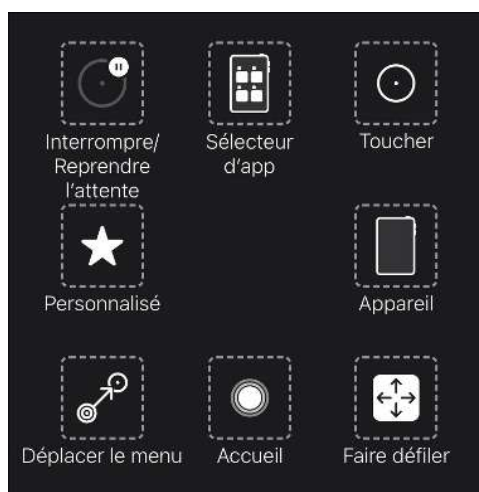 Interrompre/
Reprendre
l'attente
Sélecteur
d'app
Toucher
Personnalisé
Appareil
Déplacer le menu
Accueil
Faire défiler